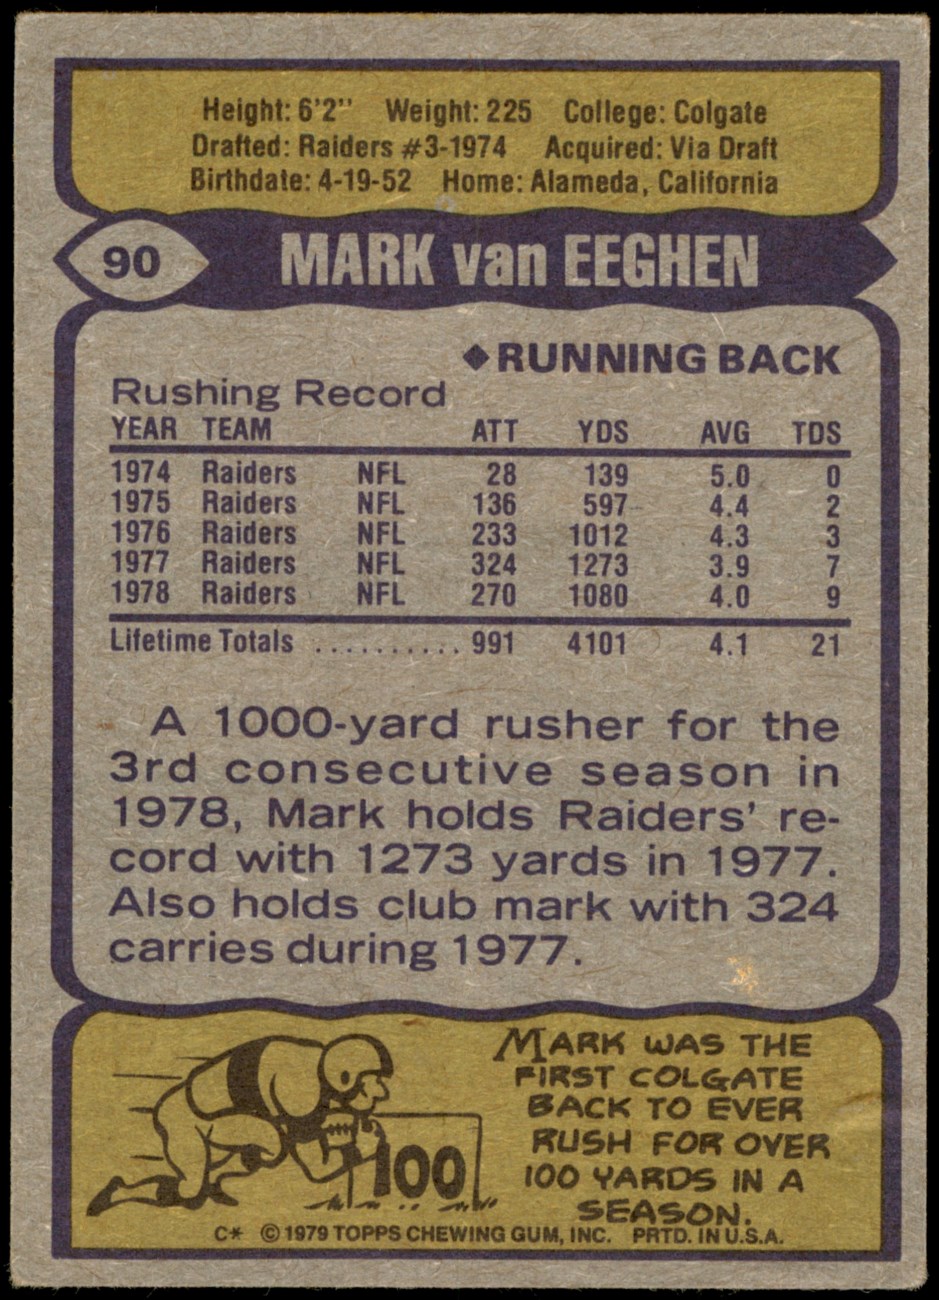 Height: 6'2" Weight: 225 College: Colgate
Drafted: Raiders #3-1974 Acquired: Via Draft
Birthdate: 4-19-52 Home: Alameda, California
90 MARK van EEGHEN
◆RUNNING BACK
Rushing Record
YEAR TEAM ATT YDS AVG TDS
1974 Raiders NFL 28 139 5.0 0
1975 Raiders NFL 136 597 4.4 2
1976 Raiders NFL 233 1012 4.3 3
1977 Raiders NFL 324 1273 3.9 7
1978 Raiders NFL 270 1080 4.0 9
Lifetime Totals .......... 991 4101 4.1 21
A 1000-yard rusher for the
3rd consecutive season in
1978, Mark holds Raiders' re-
cord with 1273 yards in 1977.
Also holds club mark with 324
carries during 1977.
MARK WAS THE
FIRST COLGATE
BACK TO EVER
RUSH FOR OVER
100 YARDS IN A
SEASON.
100
C* © 1979 TOPPS CHEWING GUM, INC. PRTD. IN U.S.A.